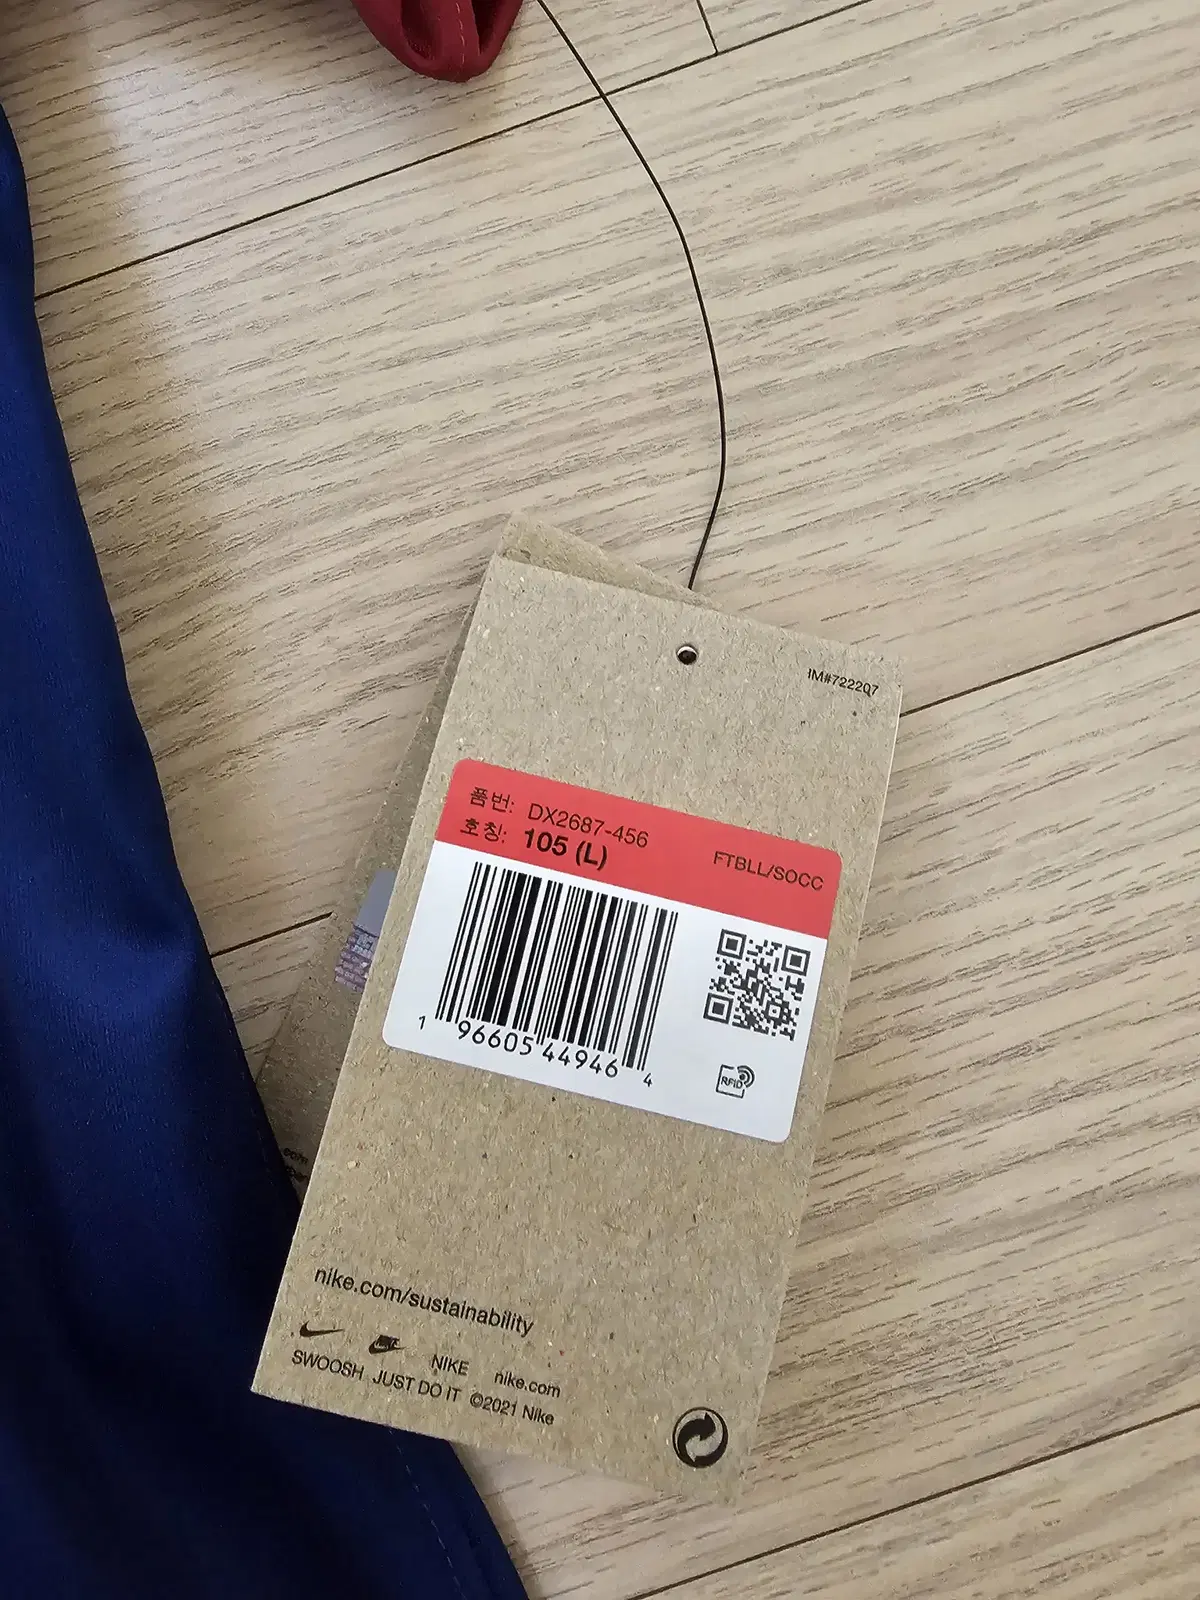 IM#722207
품번: DX2687-456
호칭: 105 (L)
FTBLL/SOCC
1 96605 44946 4
RFID
nike.com/sustainability
NIKE nike.com
SWOOSH JUST DO IT ©2021 Nike